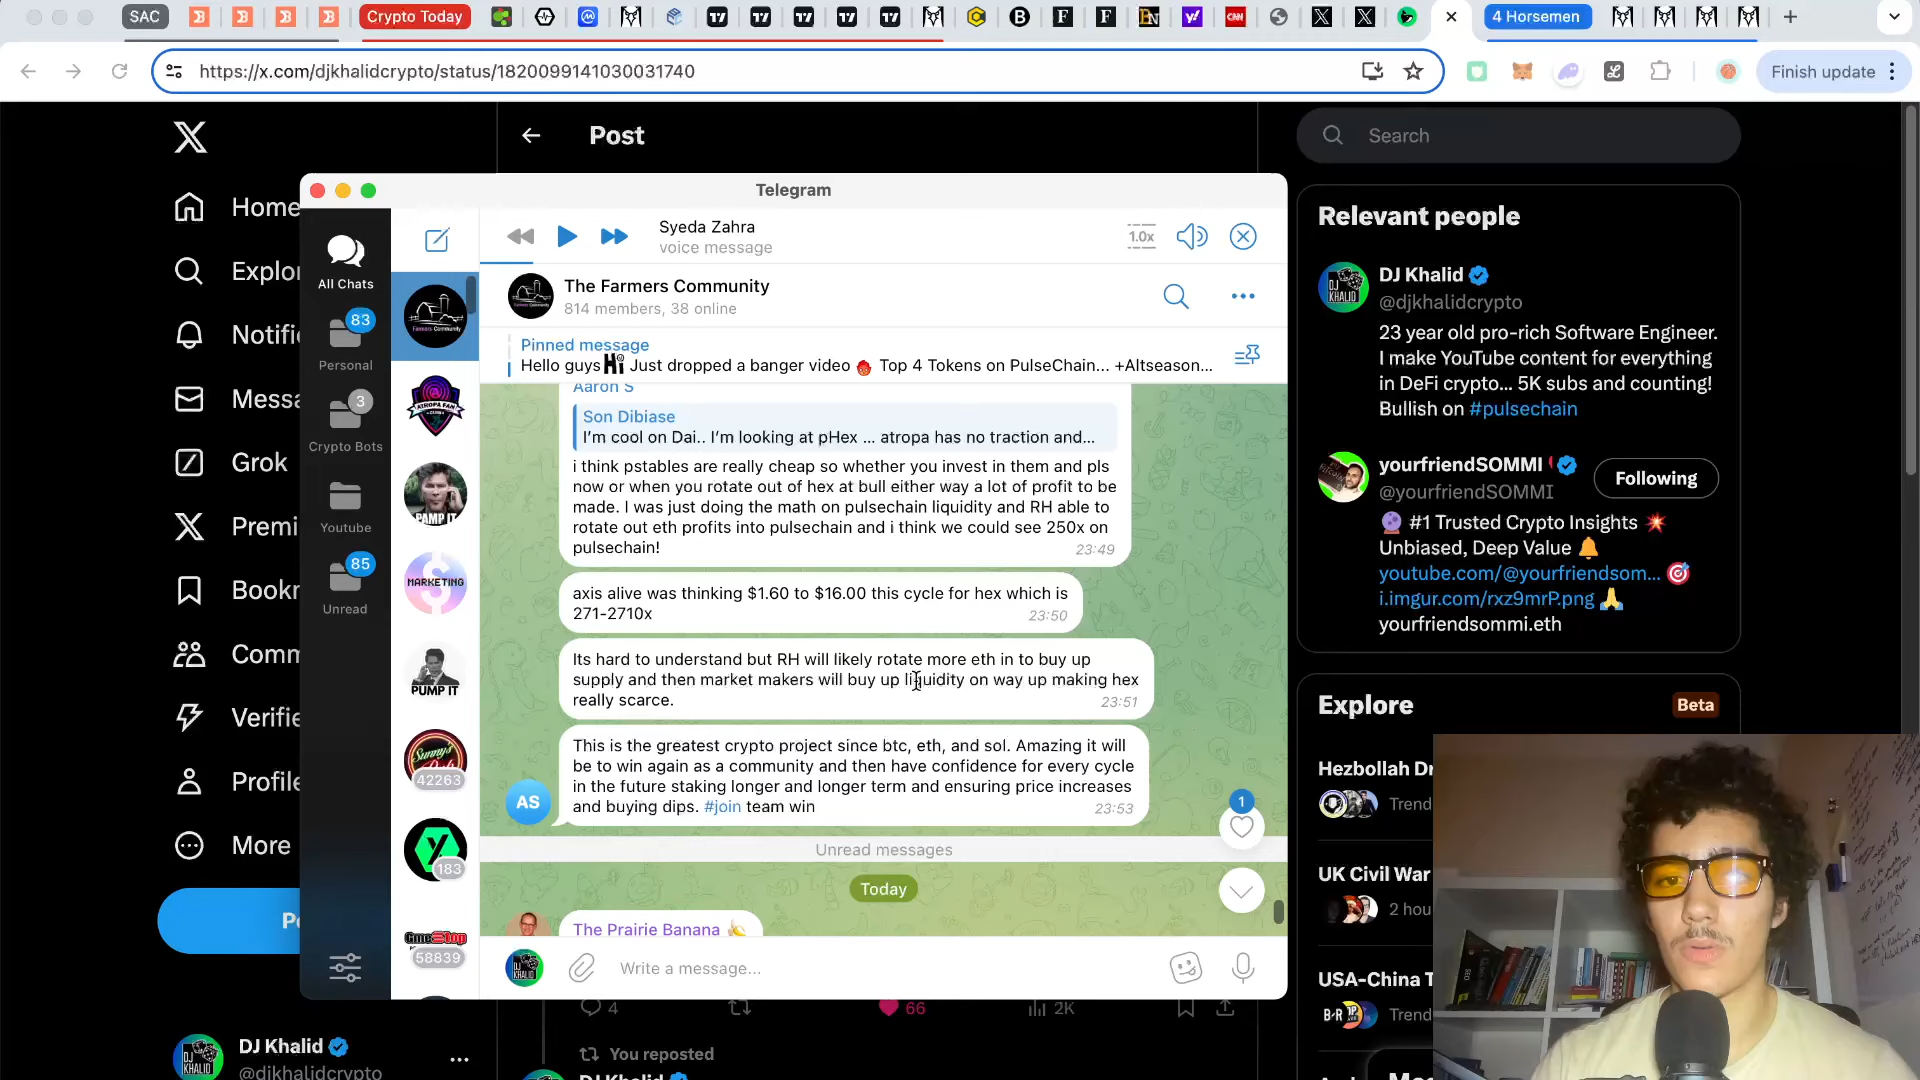 SAC
Crypto Today
4 Horsemen
https://x.com/djkhalidcrypto/status/1820099141030031740
Finish update
Post
Search
Home
Explor
Notifi
Messa
Grok
Premi
Bookn
Comm
Verifie
Profile
More
Po
DJ Khalid
@djkhalidcrypto
Telegram
All Chats
83
Personal
3
Crypto Bots
Youtube
85
Unread
Farmers Community
ATROPA FAN
PAMP IT
MARKETING
PUMP IT
42263
183
GameStop
58839
Syeda Zahra
voice message
1.0x
The Farmers Community
814 members, 38 online
Pinned message
Hello guys Hi Just dropped a banger video Top 4 Tokens on PulseChain... +Altseason...
Aaron S
Son Dibiase
I'm cool on Dai.. I'm looking at pHex ... atropa has no traction and...
i think pstables are really cheap so whether you invest in them and pls
now or when you rotate out of hex at bull either way a lot of profit to be
made. I was just doing the math on pulsechain liquidity and RH able to
rotate out eth profits into pulsechain and i think we could see 250x on
pulsechain!
23:49
axis alive was thinking $1.60 to $16.00 this cycle for hex which is
271-2710x
23:50
Its hard to understand but RH will likely rotate more eth in to buy up
supply and then market makers will buy up liquidity on way up making hex
really scarce.
23:51
This is the greatest crypto project since btc, eth, and sol. Amazing it will
be to win again as a community and then have confidence for every cycle
in the future staking longer and longer term and ensuring price increases
and buying dips. #join team win
23:53
AS
1
Unread messages
Today
The Prairie Banana
Write a message...
4
66
2K
You reposted
DJ Khalid
Relevant people
DJ Khalid
@djkhalidcrypto
23 year old pro-rich Software Engineer.
I make YouTube content for everything
in DeFi crypto... 5K subs and counting!
Bullish on #pulsechain
yourfriendSOMMI
@yourfriendSOMMI
Following
#1 Trusted Crypto Insights
Unbiased, Deep Value
youtube.com/@yourfriendsom...
i.imgur.com/rxz9mrP.png
yourfriendsommi.eth
Explore
Beta
Hezbollah Dr
Trend
UK Civil War
2 hou
USA-China T
Trend